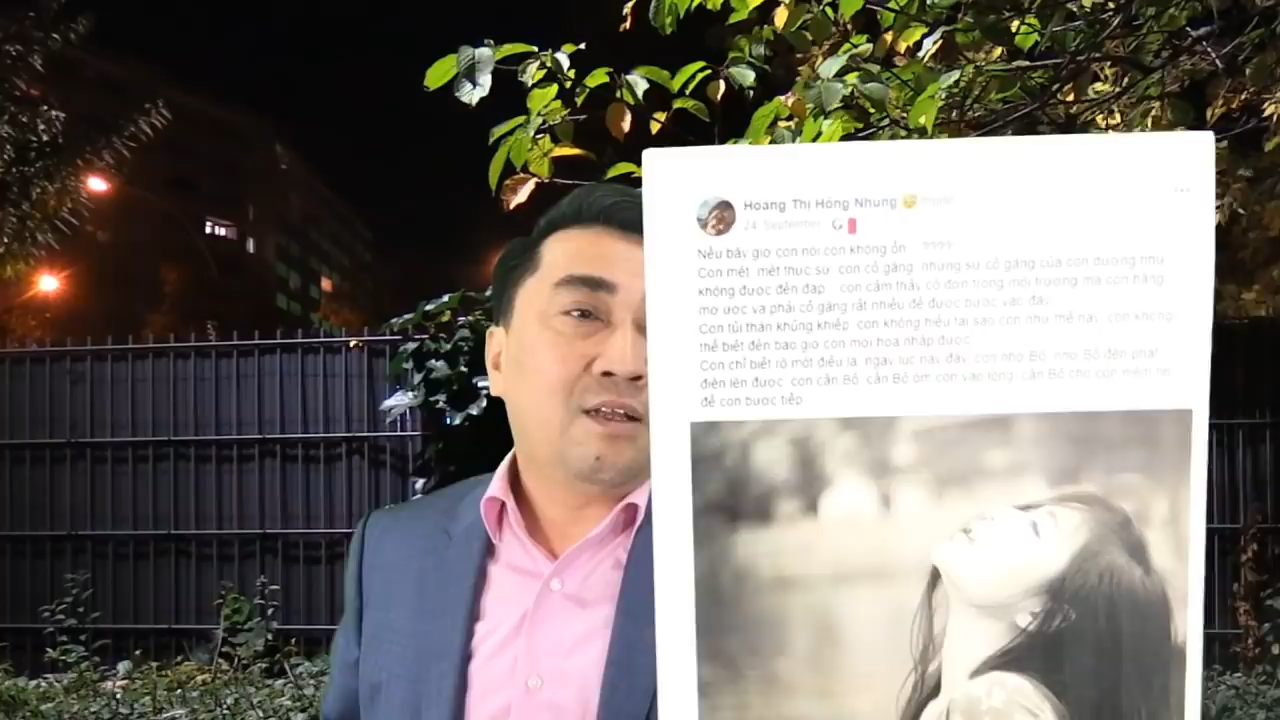 Hoang Thị Hồng Nhung
24. September
Nếu bây giờ con nói con không ổn ????
Con mệt mệt thực sự con cố gắng nhưng sự cố gắng của con dường như
không được đền đáp con cảm thấy cô đơn trong môi trường mà con hằng
mơ ước và phải cố gắng rất nhiều để được bước vào đây
Con tủi thân khủng khiếp con không hiểu tại sao con như thế này con không
thể biết đến bao giờ con mới hoà nhập được
Con chỉ biết rõ một điều là ngay lúc này đây con nhớ Bố nhớ Bố đến phát
điên lên được con cần Bố cần Bố ôm con vào lòng cần Bố cho con niềm tin
để con bước tiếp